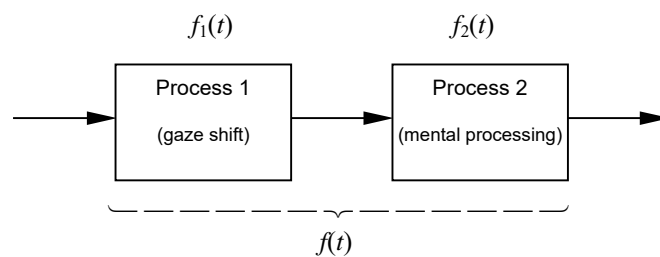 f₁(t) f₂(t)
Process 1 Process 2
(gaze shift) (mental processing)
f(t)